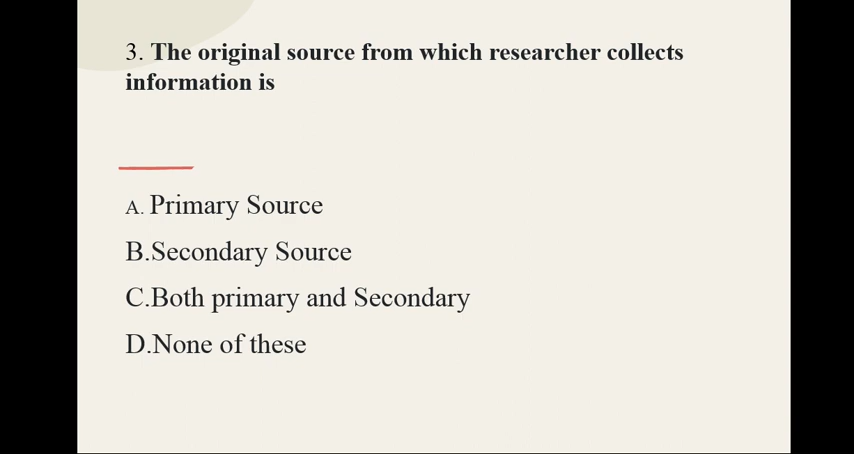 3. The original source from which researcher collects
information is
A. Primary Source
B.Secondary Source
C.Both primary and Secondary
D.None of these